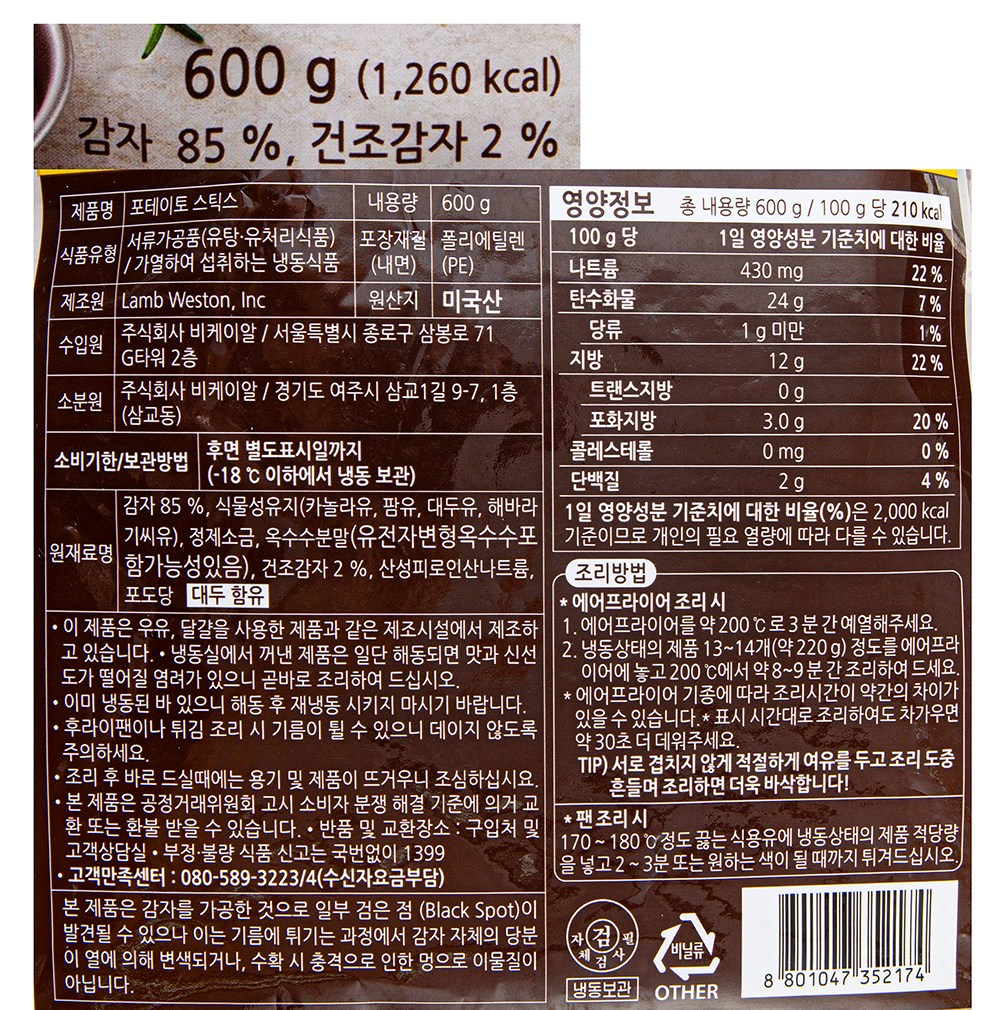 600 g (1,260 kcal)
감자 85 %, 건조감자 2 %
제품명 포테이토 스틱스 내용량 600 g
식품유형 서류가공품(유탕·유처리식품) / 가열하여 섭취하는 냉동식품 포장재질 (내면) 폴리에틸렌 (PE)
제조원 Lamb Weston, Inc 원산지 미국산
수입원 주식회사 비케이알 / 서울특별시 종로구 삼봉로 71
G타워 2층
소분원 주식회사 비케이알 / 경기도 여주시 삼교1길 9-7, 1층
(삼교동)
소비기한/보관방법 후면 별도표시일까지
(-18 ℃ 이하에서 냉동 보관)
원재료명 감자 85 %, 식물성유지(카놀라유, 팜유, 대두유, 해바라
기씨유), 정제소금, 옥수수분말(유전자변형옥수수포
함가능성있음), 건조감자 2 %, 산성피로인산나트륨,
포도당 대두 함유
• 이 제품은 우유, 달걀을 사용한 제품과 같은 제조시설에서 제조하
고 있습니다. • 냉동실에서 꺼낸 제품은 일단 해동되면 맛과 신선
도가 떨어질 염려가 있으니 곧바로 조리하여 드십시오.
• 이미 냉동된 바 있으니 해동 후 재냉동 시키지 마시기 바랍니다.
• 후라이팬이나 튀김 조리 시 기름이 튈 수 있으니 데이지 않도록
주의하세요.
• 조리 후 바로 드실때에는 용기 및 제품이 뜨거우니 조심하십시요.
• 본 제품은 공정거래위원회 고시 소비자 분쟁 해결 기준에 의거 교
환 또는 환불 받을 수 있습니다. • 반품 및 교환장소 : 구입처 및
고객상담실 • 부정·불량 식품 신고는 국번없이 1399
• 고객만족센터 : 080-589-3223/4(수신자요금부담)
본 제품은 감자를 가공한 것으로 일부 검은 점 (Black Spot)이
발견될 수 있으나 이는 기름에 튀기는 과정에서 감자 자체의 당분
이 열에 의해 변색되거나, 수확 시 충격으로 인한 멍으로 이물질이
아닙니다.
영양정보 총 내용량 600 g / 100 g 당 210 kcal
100 g 당 1일 영양성분 기준치에 대한 비율
나트륨 430 mg 22 %
탄수화물 24 g 7 %
당류 1 g 미만 1 %
지방 12 g 22 %
트랜스지방 0 g
포화지방 3.0 g 20 %
콜레스테롤 0 mg 0 %
단백질 2 g 4 %
1일 영양성분 기준치에 대한 비율(%)은 2,000 kcal
기준이므로 개인의 필요 열량에 따라 다를 수 있습니다.
조리방법
* 에어프라이어 조리 시
1. 에어프라이어를 약 200 ℃ 로 3 분 간 예열해주세요.
2. 냉동상태의 제품 13~14개(약 220 g) 정도를 에어프라
이어에 놓고 200 ℃에서 약 8~9 분 간 조리하여 드세요.
* 에어프라이어 기종에 따라 조리시간이 약간의 차이가
있을 수 있습니다. * 표시 시간대로 조리하여도 차가우면
약 30초 더 데워주세요.
TIP) 서로 겹치지 않게 적절하게 여유를 두고 조리 도중
흔들며 조리하면 더욱 바삭합니다!
* 팬 조리 시
170 ~ 180 ℃ 정도 끓는 식용유에 냉동상태의 제품 적당량
을 넣고 2 ~ 3분 또는 원하는 색이 될 때까지 튀겨드십시오.
자체검사필
검
냉동보관
비닐류
OTHER
8 801047 352174